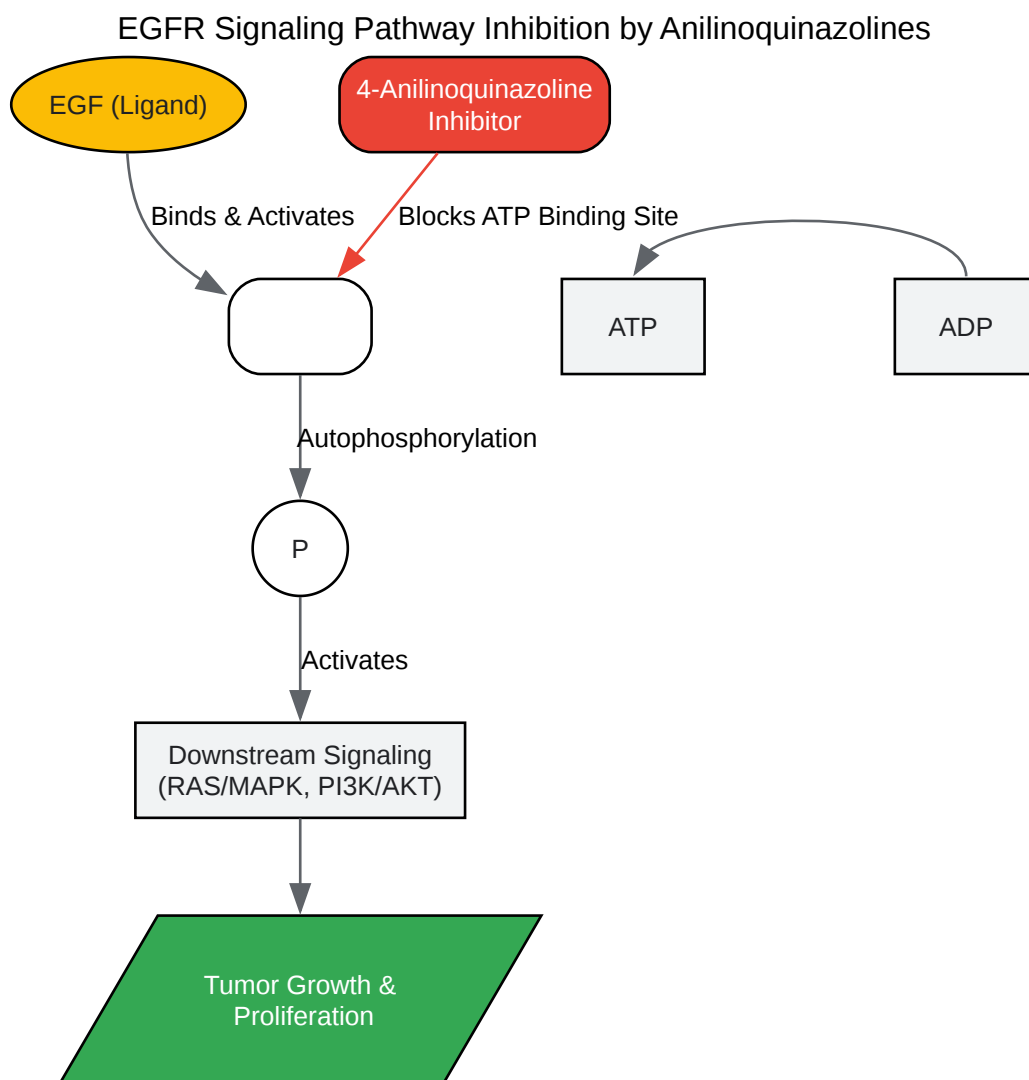 EGFR Signaling Pathway Inhibition by Anilinoquinazolines
EGF (Ligand)
4-Anilinoquinazoline
Inhibitor
Binds & Activates
Blocks ATP Binding Site
ATP
ADP
Autophosphorylation
P
Activates
Downstream Signaling
(RAS/MAPK, PI3K/AKT)
Tumor Growth &
Proliferation